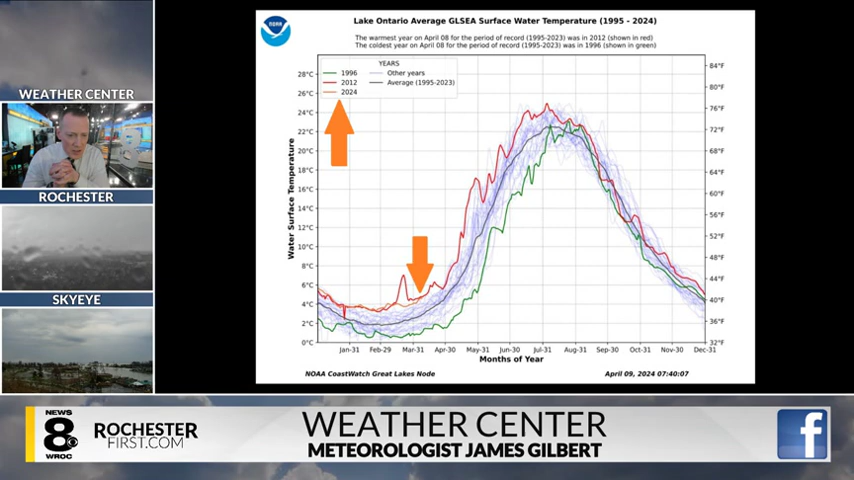 WEATHER CENTER
ROCHESTER
SKYEYE
NOAA
Lake Ontario Average GLSEA Surface Water Temperature (1995 - 2024)
The warmest year on April 08 for the period of record (1995-2023) was in 2012 (shown in red)
The coldest year on April 08 for the period of record (1995-2023) was in 1996 (shown in green)
YEARS
1996
2012
2024
Other years
Average (1995-2023)
Water Surface Temperature
28°C
26°C
24°C
22°C
20°C
18°C
16°C
14°C
12°C
10°C
8°C
6°C
4°C
2°C
0°C
84°F
80°F
76°F
72°F
68°F
64°F
60°F
56°F
52°F
48°F
44°F
40°F
36°F
32°F
Jan-31 Feb-29 Mar-31 Apr-30 May-31 Jun-30 Jul-31 Aug-31 Sep-30 Oct-31 Nov-30 Dec-31
Months of Year
NOAA CoastWatch Great Lakes Node
April 09, 2024 07:40:07
NEWS
8
WROC
ROCHESTER
FIRST.COM
WEATHER CENTER
METEOROLOGIST JAMES GILBERT
f